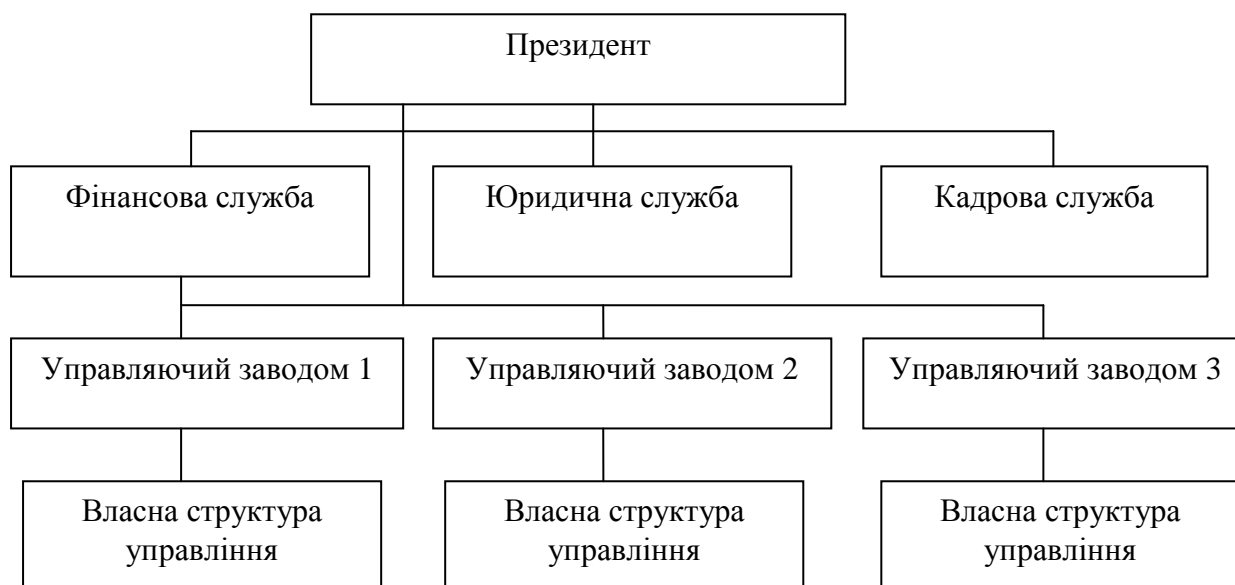 Президент
Фінансова служба
Юридична служба
Кадрова служба
Управляючий заводом 1
Управляючий заводом 2
Управляючий заводом 3
Власна структура
управління
Власна структура
управління
Власна структура
управління